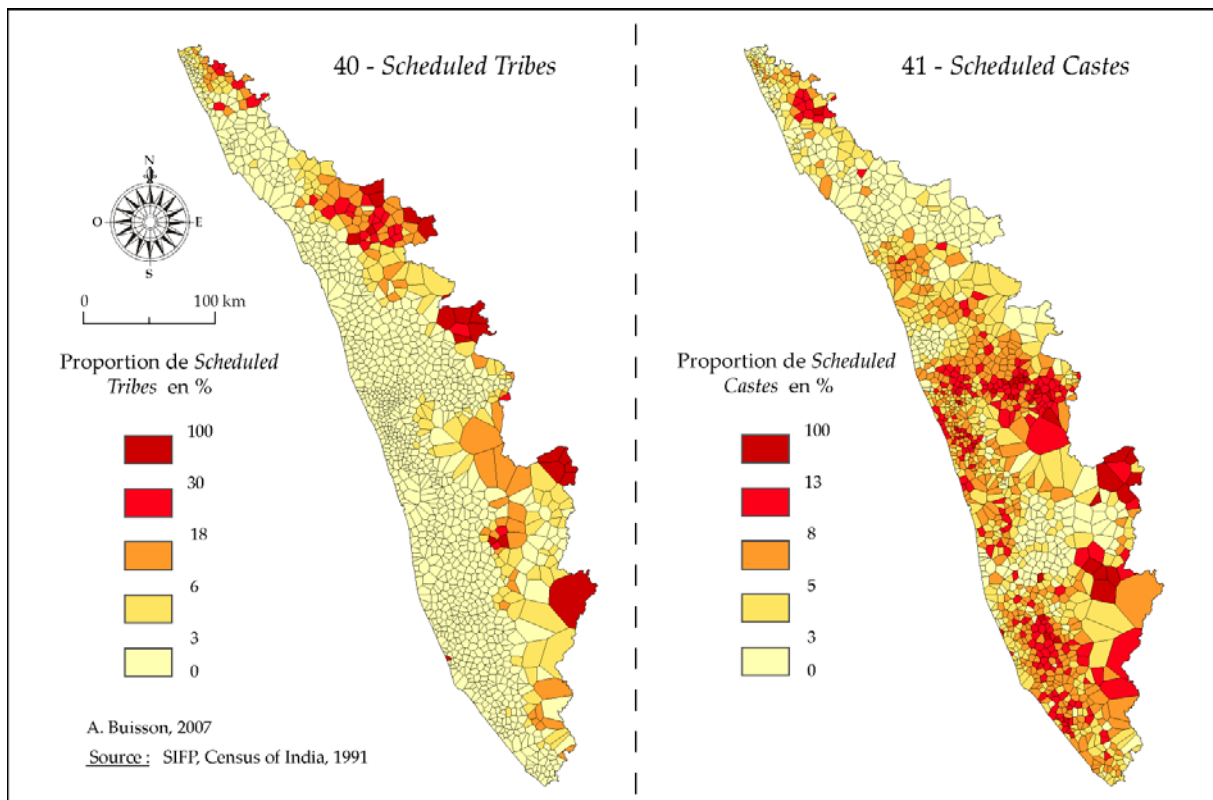 40 - Scheduled Tribes
N
O
E
S
0
100 km
Proportion de Scheduled
Tribes en %
100
30
18
6
3
0
A. Buisson, 2007
Source : SIFP, Census of India, 1991
41 - Scheduled Castes
Proportion de Scheduled
Castes en %
100
13
8
5
3
0